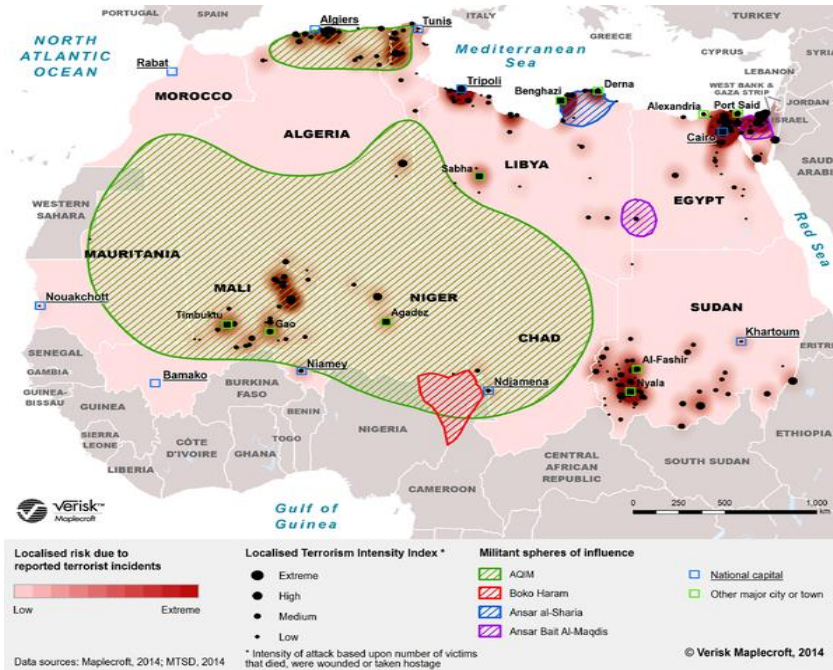 PORTUGAL
SPAIN
ITALY
GREECE
TURKEY
NORTH
ATLANTIC
OCEAN
Algiers
Tunis
Mediterranean
Sea
CYPRUS
SYRIA
LEBANON
Rabat
Tripoli
Benghazi
Derna
WEST BANK &
GAZA STRIP
Alexandria
Port Said
JORDAN
ISRAEL
MOROCCO
Cairo
ALGERIA
LIBYA
Sabha
SAUDI
ARABIA
EGYPT
WESTERN
SAHARA
Red Sea
MAURITANIA
MALI
NIGER
SUDAN
Nouakchott
Timbuktu
Gao
Agadez
CHAD
Khartoum
ERITREA
SENEGAL
GAMBIA
GUINEA-
BISSAU
Bamako
Niamey
Ndjamena
Al-Fashir
Nyala
BURKINA
FASO
GUINEA
BENIN
NIGERIA
SIERRA
LEONE
CÔTE
D'IVOIRE
TOGO
GHANA
LIBERIA
CENTRAL
AFRICAN
REPUBLIC
SOUTH SUDAN
ETHIOPIA
CAMEROON
verisk™
Maplecroft
Gulf of
Guinea
0 250 500 1,000
km
Localised risk due to
reported terrorist incidents
Low Extreme
Data sources: Maplecroft, 2014; MTSD, 2014
Localised Terrorism Intensity Index *
Extreme
High
Medium
Low
* Intensity of attack based upon number of victims
that died, were wounded or taken hostage
Militant spheres of influence
AQIM
Boko Haram
Ansar al-Sharia
Ansar Bait Al-Maqdis
National capital
Other major city or town
© Verisk Maplecroft, 2014